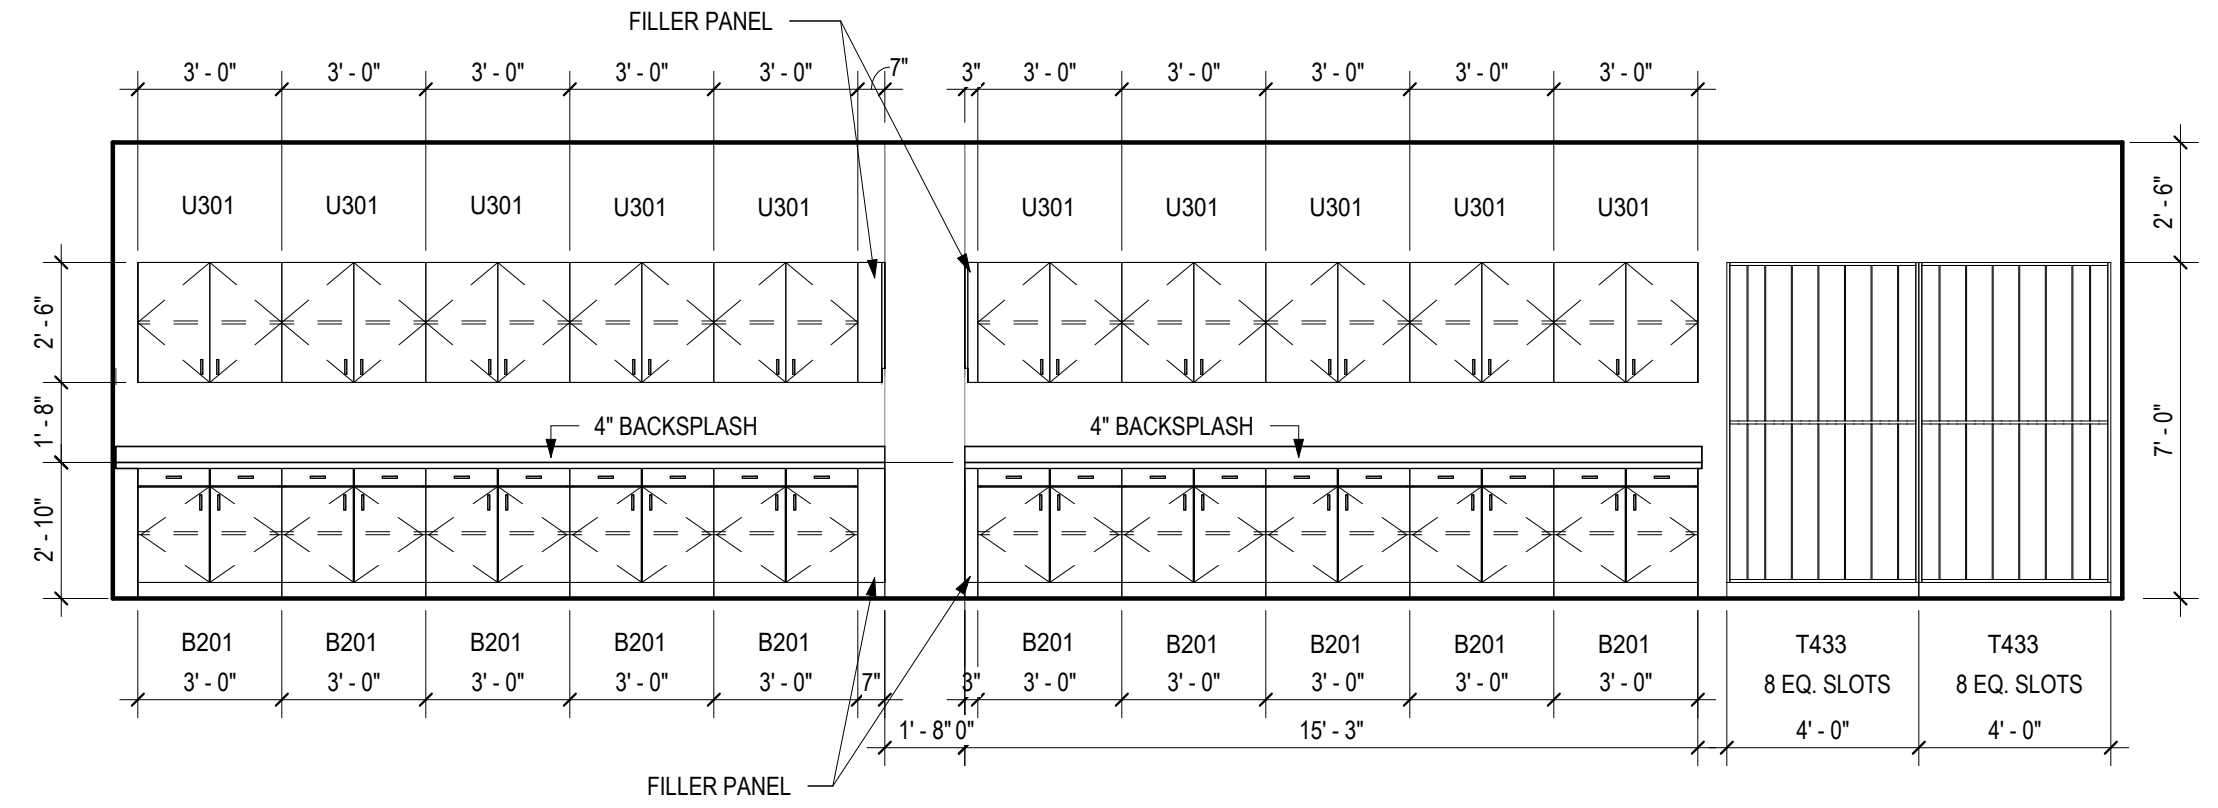 FILLER PANEL
3' - 0" 3' - 0" 3' - 0" 3' - 0" 3' - 0" 7" 3" 3' - 0" 3' - 0" 3' - 0" 3' - 0" 3' - 0"
U301 U301 U301 U301 U301 U301 U301 U301 U301 U301
2' - 6"
2' - 6"
1' - 8"
4" BACKSPLASH 4" BACKSPLASH
7' - 0"
2' - 10"
B201 B201 B201 B201 B201 B201 B201 B201 B201 B201 T433 T433
3' - 0" 3' - 0" 3' - 0" 3' - 0" 3' - 0" 7" 3" 3' - 0" 3' - 0" 3' - 0" 3' - 0" 3' - 0" 8 EQ. SLOTS 8 EQ. SLOTS
1' - 8" 0" 15' - 3" 4' - 0" 4' - 0"
FILLER PANEL